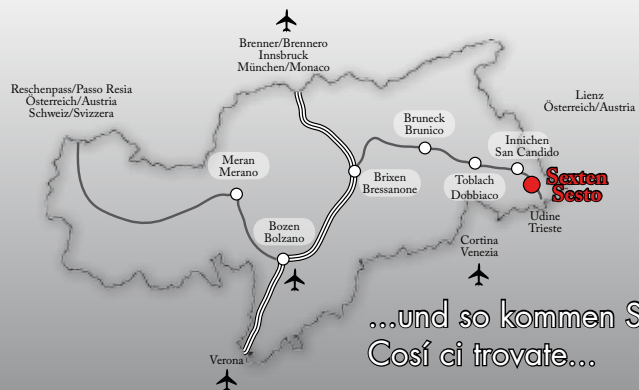 Brenner/Brennero
Innsbruck
München/Monaco
Reschenpass/Passo Resia
Österreich/Austria
Schweiz/Svizzera
Lienz
Österreich/Austria
Bruneck
Brunico
Innichen
San Candido
Meran
Merano
Brixen
Bressanone
Toblach
Dobbiaco
Sexten
Sesto
Udine
Trieste
Bozen
Bolzano
Cortina
Venezia
...und so kommen S
Cosí ci trovate...
Verona